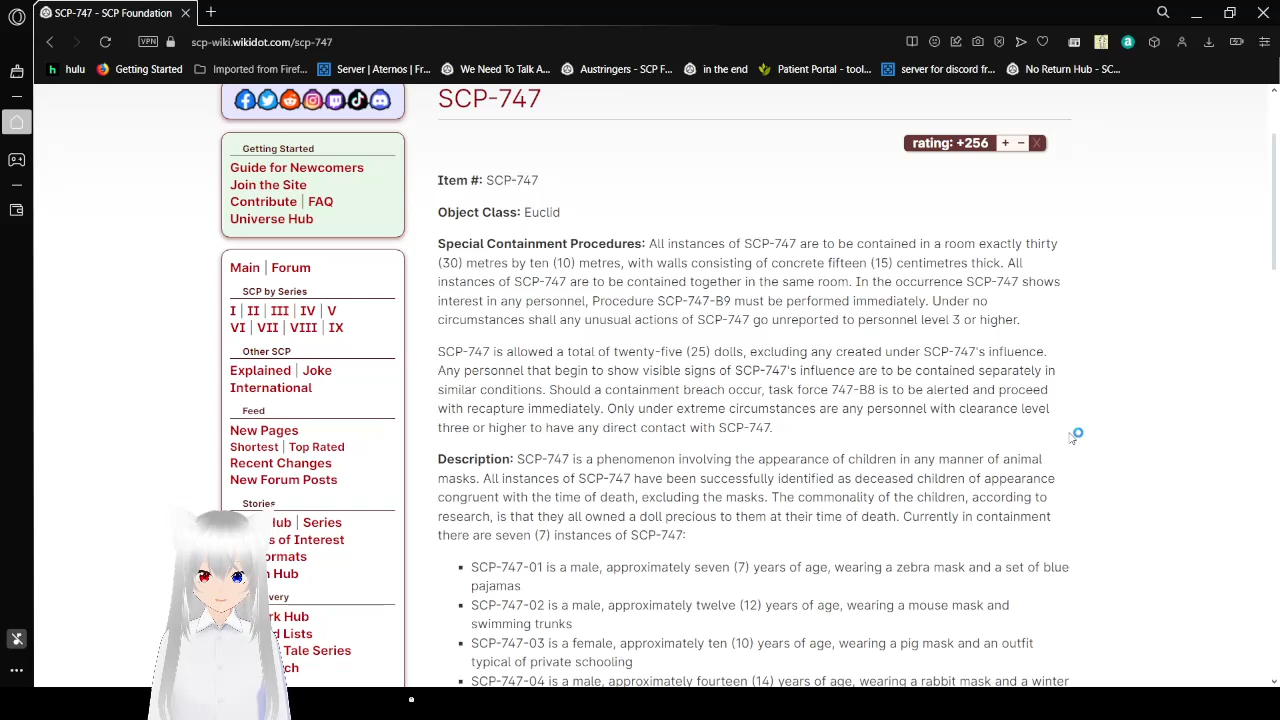 SCP-747 - SCP Foundation
VPN
scp-wiki.wikidot.com/scp-747
hulu
Getting Started
Imported from Firef...
Server | Aternos | Fr...
We Need To Talk A...
Austringers - SCP F...
in the end
Patient Portal - tool...
server for discord fr...
No Return Hub - SC...
Getting Started
Guide for Newcomers
Join the Site
Contribute | FAQ
Universe Hub
Main | Forum
SCP by Series
I | II | III | IV | V
VI | VII | VIII | IX
Other SCP
Explained | Joke
International
Feed
New Pages
Shortest | Top Rated
Recent Changes
New Forum Posts
Stories
Hub | Series
s of Interest
ormats
n Hub
very
rk Hub
d Lists
Tale Series
ch
SCP-747
rating: +256 + – X
Item #: SCP-747
Object Class: Euclid
Special Containment Procedures: All instances of SCP-747 are to be contained in a room exactly thirty
(30) metres by ten (10) metres, with walls consisting of concrete fifteen (15) centimetres thick. All
instances of SCP-747 are to be contained together in the same room. In the occurrence SCP-747 shows
interest in any personnel, Procedure SCP-747-B9 must be performed immediately. Under no
circumstances shall any unusual actions of SCP-747 go unreported to personnel level 3 or higher.
SCP-747 is allowed a total of twenty-five (25) dolls, excluding any created under SCP-747's influence.
Any personnel that begin to show visible signs of SCP-747's influence are to be contained separately in
similar conditions. Should a containment breach occur, task force 747-B8 is to be alerted and proceed
with recapture immediately. Only under extreme circumstances are any personnel with clearance level
three or higher to have any direct contact with SCP-747.
Description: SCP-747 is a phenomenon involving the appearance of children in any manner of animal
masks. All instances of SCP-747 have been successfully identified as deceased children of appearance
congruent with the time of death, excluding the masks. The commonality of the children, according to
research, is that they all owned a doll precious to them at their time of death. Currently in containment
there are seven (7) instances of SCP-747:
SCP-747-01 is a male, approximately seven (7) years of age, wearing a zebra mask and a set of blue
pajamas
SCP-747-02 is a male, approximately twelve (12) years of age, wearing a mouse mask and
swimming trunks
SCP-747-03 is a female, approximately ten (10) years of age, wearing a pig mask and an outfit
typical of private schooling
SCP-747-04 is a male, approximately fourteen (14) years of age, wearing a rabbit mask and a winter